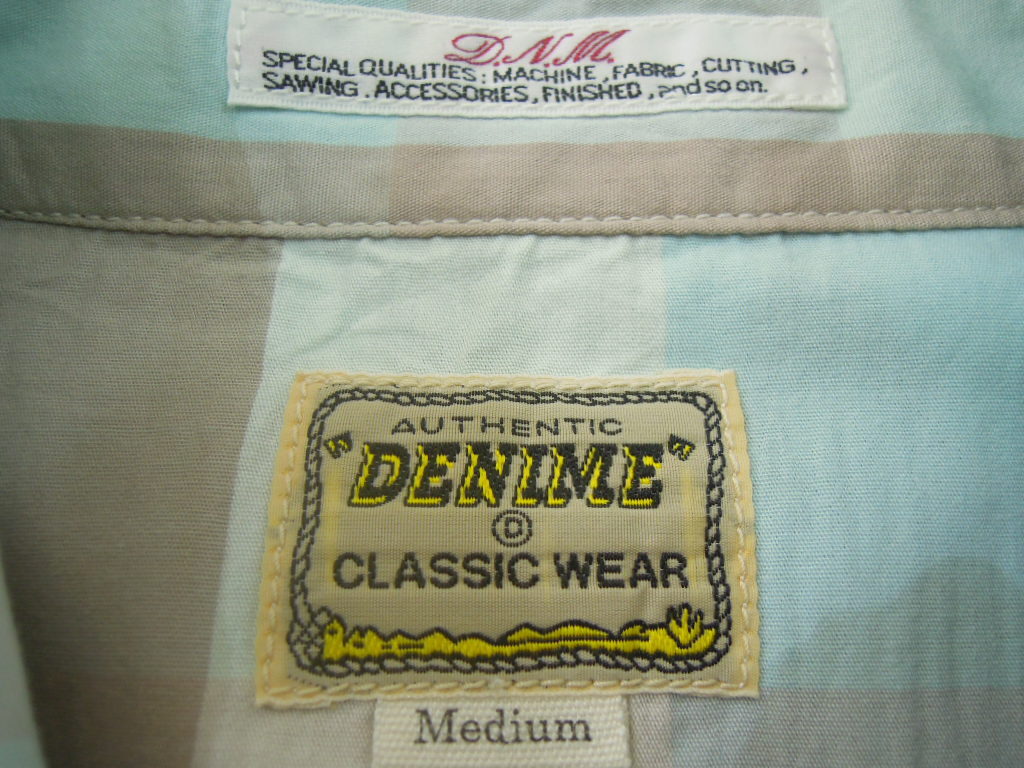 D.N.M.
SPECIAL QUALITIES : MACHINE , FABRIC , CUTTING ,
SAWING . ACCESSORIES , FINISHED , and so on.
AUTHENTIC
"DENIME"
Ⓓ
CLASSIC WEAR
Medium